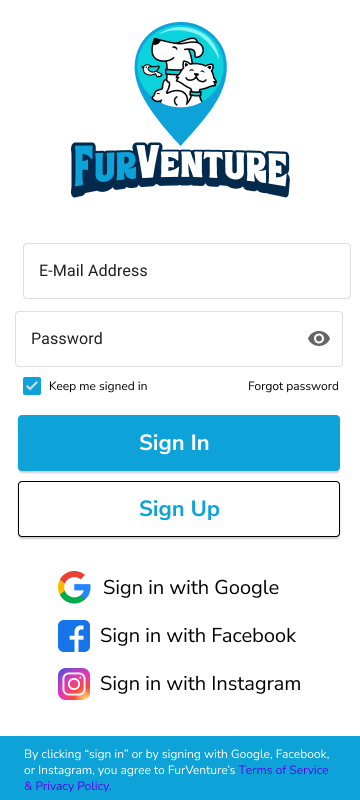 FURVENTURE
E-Mail Address
Password
Keep me signed in
Forgot password
Sign In
Sign Up
Sign in with Google
Sign in with Facebook
Sign in with Instagram
By clicking “sign in” or by signing with Google, Facebook,
or Instagram, you agree to FurVenture's Terms of Service
& Privacy Policy.